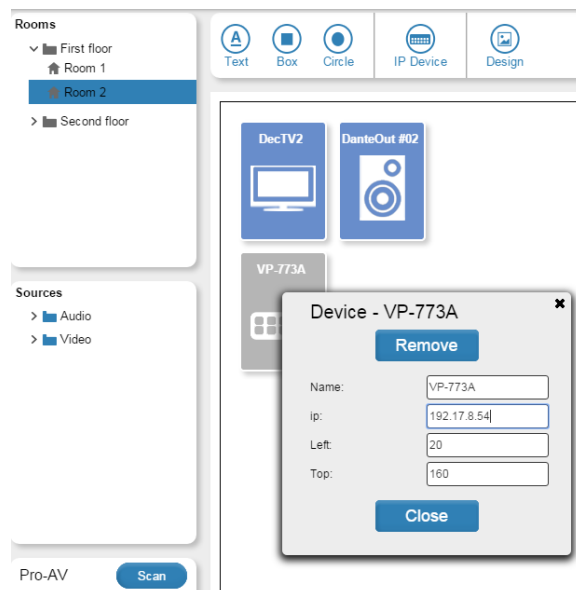 Rooms
First floor
Room 1
Room 2
Second floor
Text
Box
Circle
IP Device
Design
DecTV2
DanteOut #02
VP-773A
Sources
Audio
Video
Device - VP-773A
Remove
Name: VP-773A
ip: 192.17.8.54
Left: 20
Top: 160
Close
Pro-AV
Scan